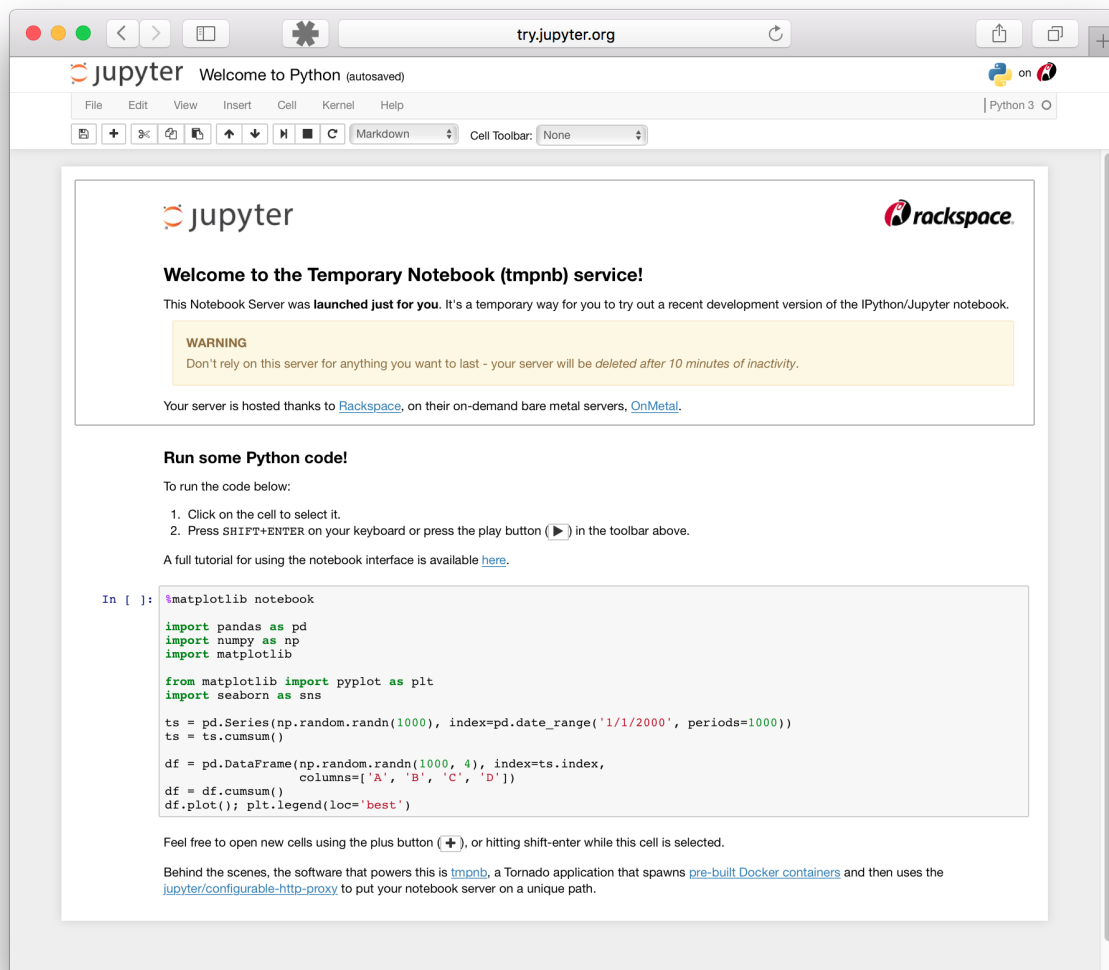 try.jupyter.org
jupyter Welcome to Python (autosaved) on
File Edit View Insert Cell Kernel Help Python 3
Markdown Cell Toolbar: None
jupyter rackspace.
Welcome to the Temporary Notebook (tmpnb) service!
This Notebook Server was launched just for you. It's a temporary way for you to try out a recent development version of the IPython/Jupyter notebook.
WARNING
Don't rely on this server for anything you want to last - your server will be deleted after 10 minutes of inactivity.
Your server is hosted thanks to Rackspace, on their on-demand bare metal servers, OnMetal.
Run some Python code!
To run the code below:
1. Click on the cell to select it.
2. Press SHIFT+ENTER on your keyboard or press the play button (▶) in the toolbar above.
A full tutorial for using the notebook interface is available here.
In [ ]: %matplotlib notebook
import pandas as pd
import numpy as np
import matplotlib
from matplotlib import pyplot as plt
import seaborn as sns
ts = pd.Series(np.random.randn(1000), index=pd.date_range('1/1/2000', periods=1000))
ts = ts.cumsum()
df = pd.DataFrame(np.random.randn(1000, 4), index=ts.index,
columns=['A', 'B', 'C', 'D'])
df = df.cumsum()
df.plot(); plt.legend(loc='best')
Feel free to open new cells using the plus button (+), or hitting shift-enter while this cell is selected.
Behind the scenes, the software that powers this is tmpnb, a Tornado application that spawns pre-built Docker containers and then uses the
jupyter/configurable-http-proxy to put your notebook server on a unique path.